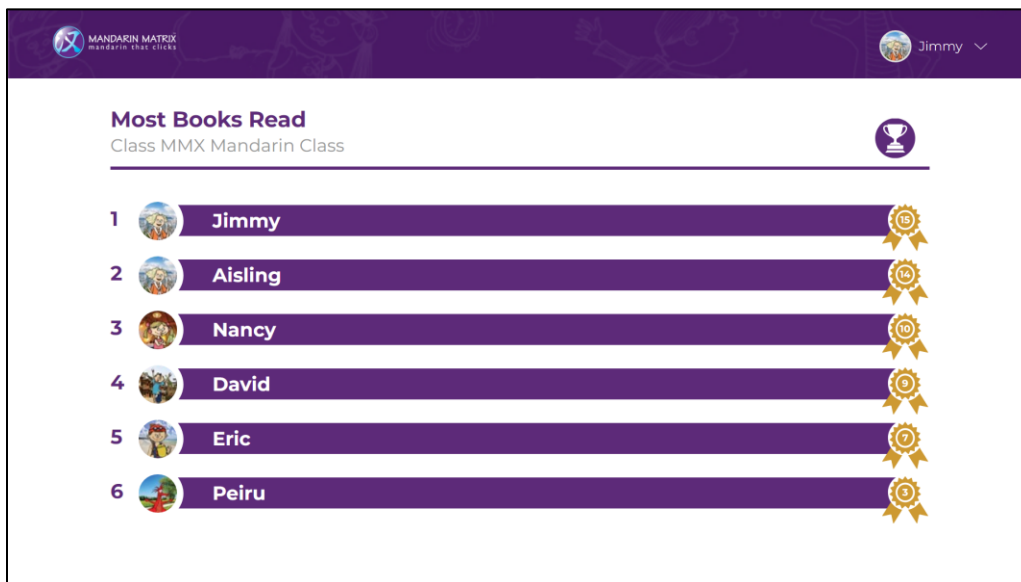 MANDARIN MATRIX
mandarin that clicks
Jimmy
Most Books Read
Class MMX Mandarin Class
1 Jimmy 15
2 Aisling 14
3 Nancy 10
4 David 9
5 Eric 7
6 Peiru 3